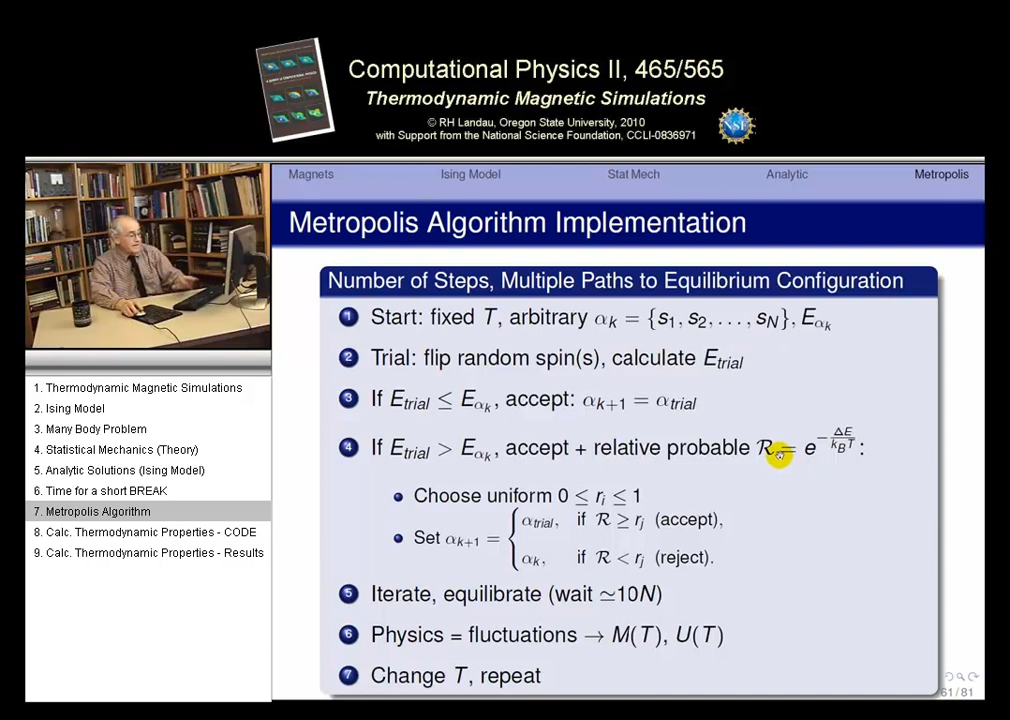 Computational Physics II, 465/565
Thermodynamic Magnetic Simulations
© RH Landau, Oregon State University, 2010
with Support from the National Science Foundation, CCLI-0836971
NSF
Magnets Ising Model Stat Mech Analytic Metropolis
Metropolis Algorithm Implementation
Number of Steps, Multiple Paths to Equilibrium Configuration
1 Start: fixed T, arbitrary α_k = {s_1, s_2, . . . , s_N}, E_{α_k}
2 Trial: flip random spin(s), calculate E_trial
3 If E_trial ≤ E_{α_k}, accept: α_{k+1} = α_trial
4 If E_trial > E_{α_k}, accept + relative probable ℛ = e^{-ΔE/k_BT}:
• Choose uniform 0 ≤ r_i ≤ 1
• Set α_{k+1} = { α_trial, if ℛ ≥ r_j (accept),
α_k, if ℛ < r_j (reject).
5 Iterate, equilibrate (wait ≃10N)
6 Physics = fluctuations → M(T), U(T)
7 Change T, repeat
61 / 81
1. Thermodynamic Magnetic Simulations
2. Ising Model
3. Many Body Problem
4. Statistical Mechanics (Theory)
5. Analytic Solutions (Ising Model)
6. Time for a short BREAK
7. Metropolis Algorithm
8. Calc. Thermodynamic Properties - CODE
9. Calc. Thermodynamic Properties - Results